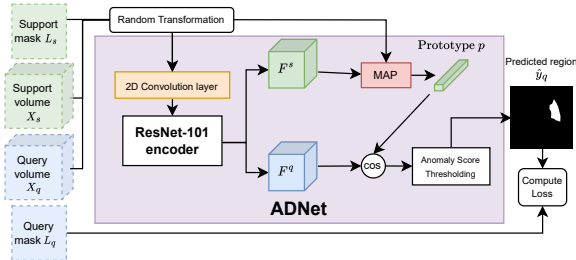 Support
mask L_s
Random Transformation
Support
volume
X_s
Query
volume
X_q
Query
mask L_q
2D Convolution layer
ResNet-101
encoder
F^s
F^q
MAP
Prototype p
cos
Anomaly Score
Thresholding
ADNet
Predicted region
ŷ_q
Compute
Loss